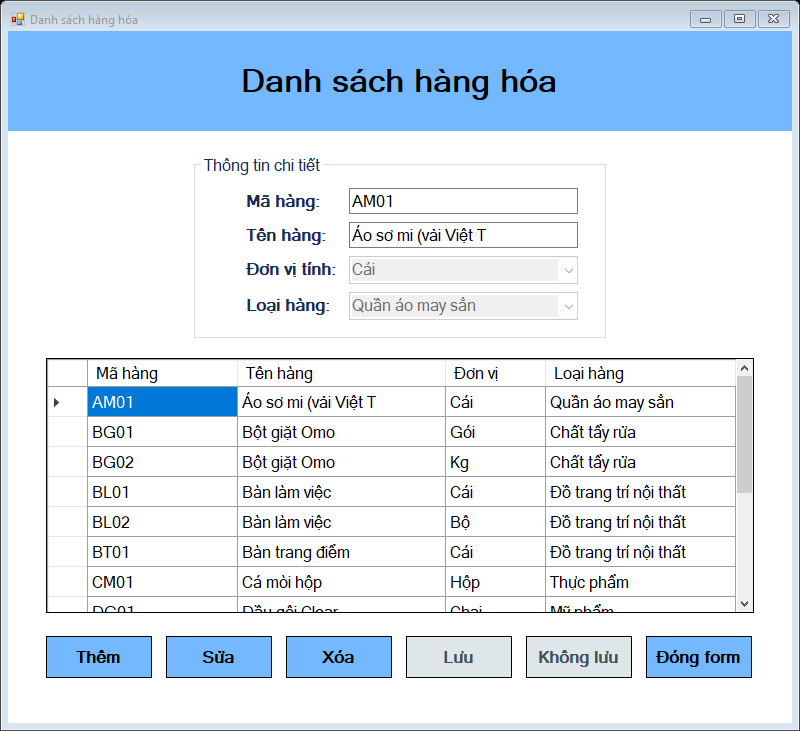 Danh sách hàng hóa
Danh sách hàng hóa
Thông tin chi tiết
Mã hàng: AM01
Tên hàng: Áo sơ mi (vải Việt T
Đơn vị tính: Cái
Loại hàng: Quần áo may sẳn
Mã hàng Tên hàng Đơn vị Loại hàng
AM01 Áo sơ mi (vải Việt T Cái Quần áo may sẳn
BG01 Bột giặt Omo Gói Chất tẩy rửa
BG02 Bột giặt Omo Kg Chất tẩy rửa
BL01 Bàn làm việc Cái Đồ trang trí nội thất
BL02 Bàn làm việc Bộ Đồ trang trí nội thất
BT01 Bàn trang điểm Cái Đồ trang trí nội thất
CM01 Cá mòi hộp Hộp Thực phẩm
DG01 Dầu gội Clear Chai Mỹ phẩm
Thêm Sửa Xóa Lưu Không lưu Đóng form